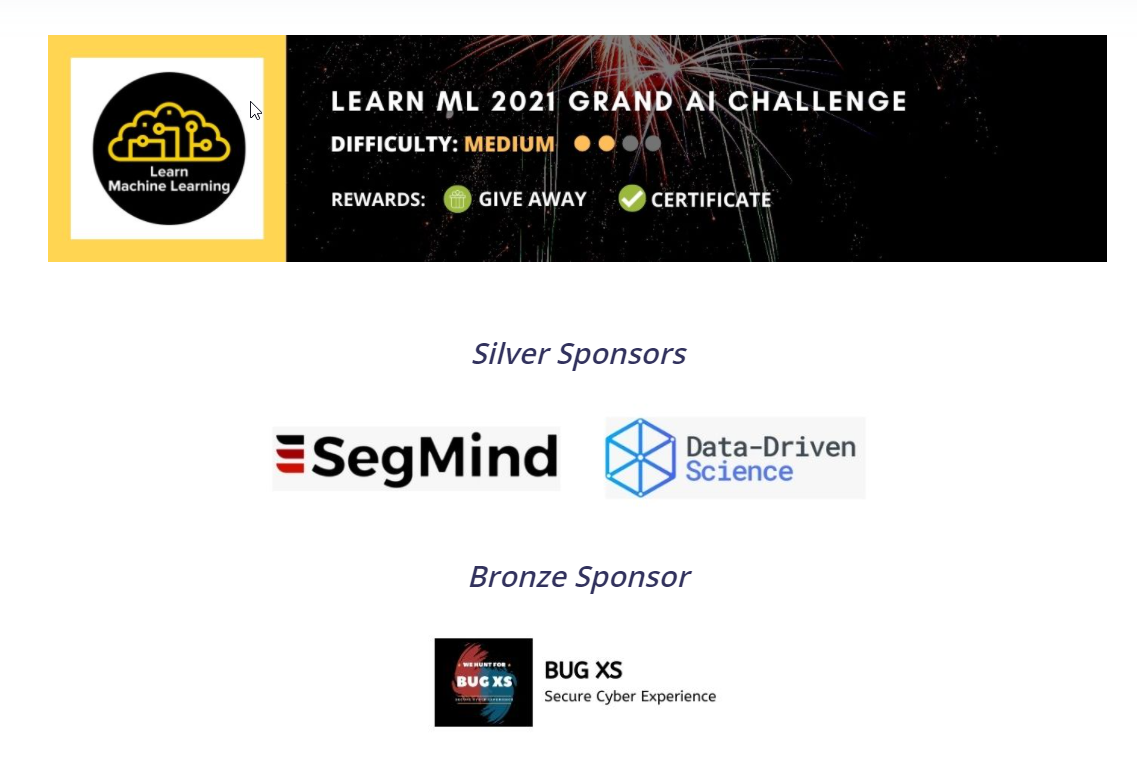 LEARN ML 2021 GRAND AI CHALLENGE
DIFFICULTY: MEDIUM
REWARDS: GIVE AWAY CERTIFICATE
Learn
Machine Learning
Silver Sponsors
SegMind
Data-Driven
Science
Bronze Sponsor
WE HUNT FOR
BUG XS
BUG XS
Secure Cyber Experience